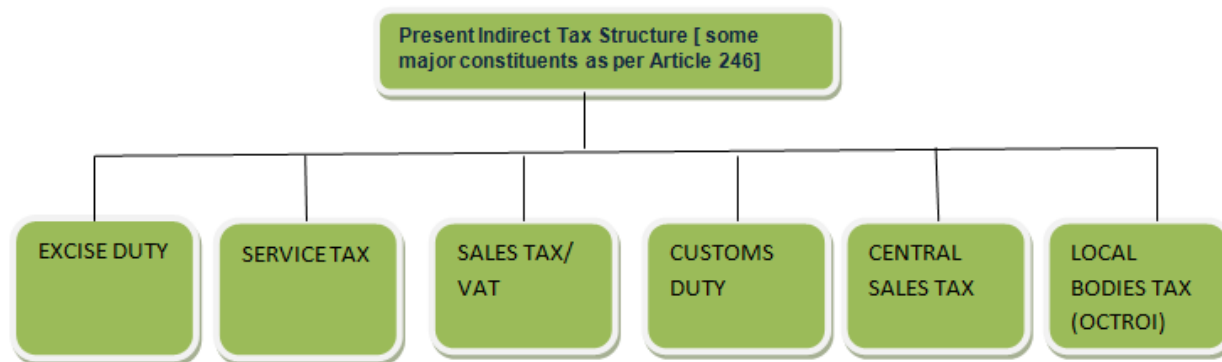 Present Indirect Tax Structure [ some
major constituents as per Article 246]
EXCISE DUTY
SERVICE TAX
SALES TAX/
VAT
CUSTOMS
DUTY
CENTRAL
SALES TAX
LOCAL
BODIES TAX
(OCTROI)